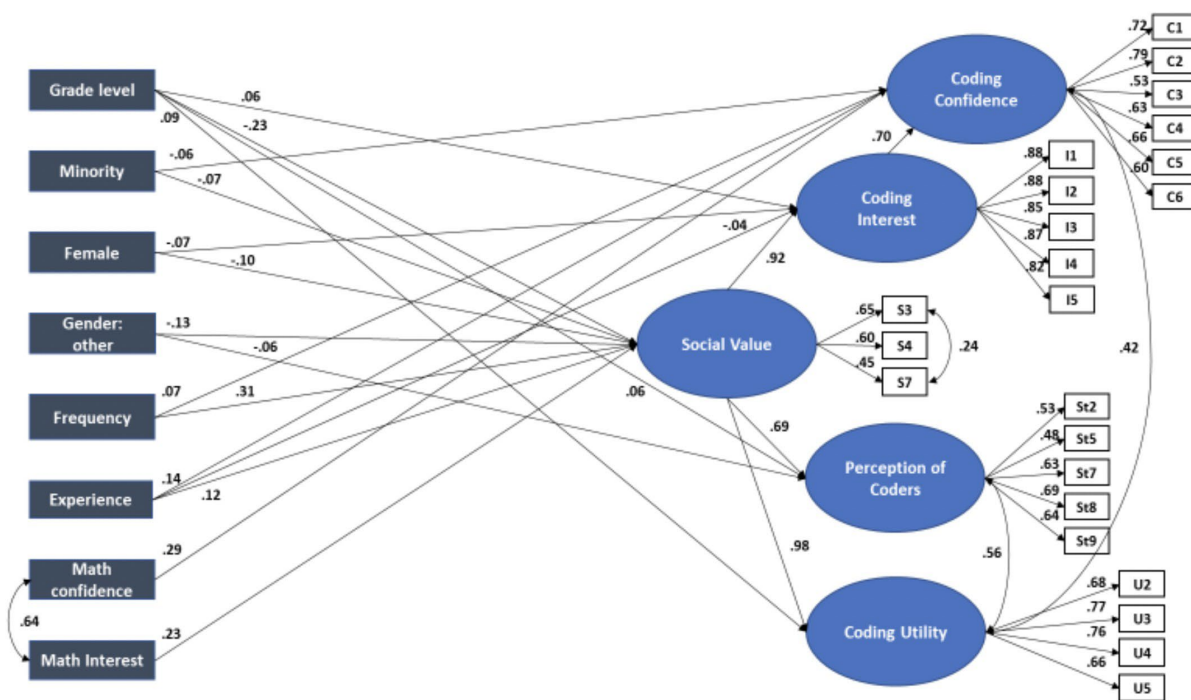 Grade level
.06
.09
-.23
Minority
-.06
-.07
Female
-.07
-.10
Gender:
other
-.13
-.06
Frequency
.07
.31
Experience
.14
.12
Math
confidence
.29
.64
Math Interest
.23
Coding
Confidence
.72
.79
.53
.63
.66
.60
C1
C2
C3
C4
C5
C6
.70
Coding
Interest
-.04
.92
.88
.88
.85
.87
.82
I1
I2
I3
I4
I5
Social Value
.65
.60
.45
S3
S4
S7
.24
.42
.06
.69
Perception of
Coders
.53
.48
.63
.69
.64
St2
St5
St7
St8
St9
.98
.56
Coding Utility
.68
.77
.76
.66
U2
U3
U4
U5